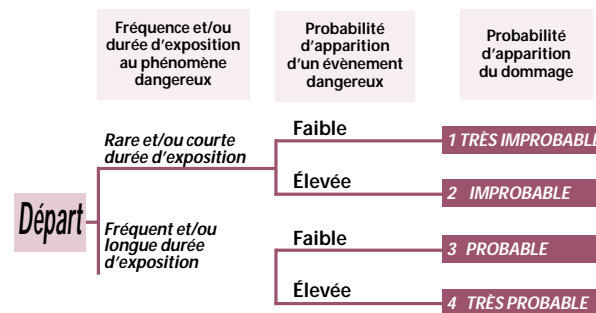 Fréquence et/ou
durée d'exposition
au phénomène
dangereux
Probabilité
d'apparition
d'un évènement
dangereux
Probabilité
d'apparition
du dommage
Rare et/ou courte
durée d'exposition
Faible
1 TRÈS IMPROBABLE
Élevée
2 IMPROBABLE
Départ
Fréquent et/ou
longue durée
d'exposition
Faible
3 PROBABLE
Élevée
4 TRÈS PROBABLE